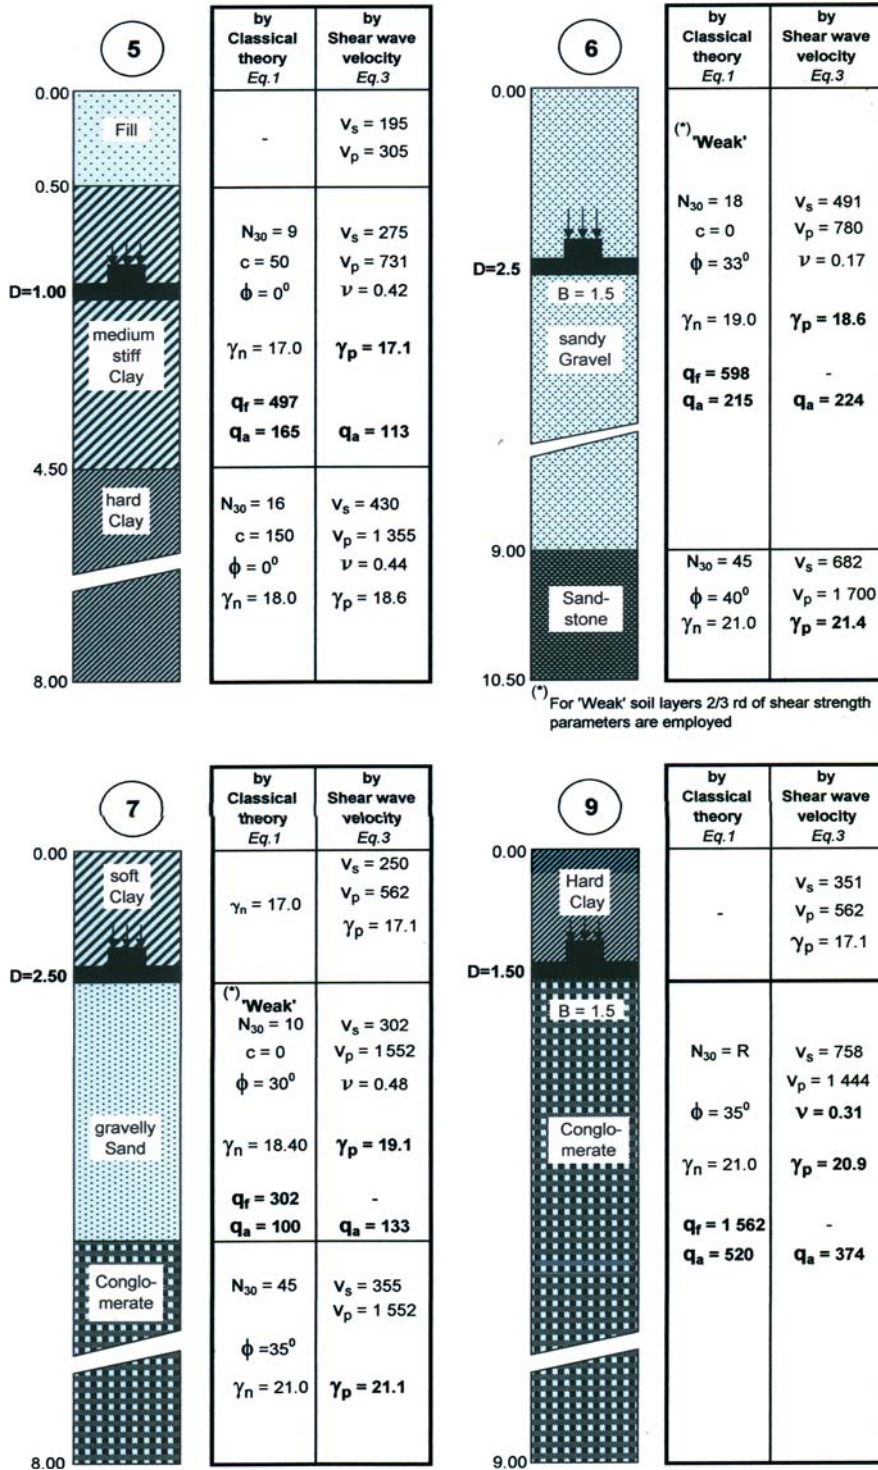 5
by
Classical
theory
Eq.1
by
Shear wave
velocity
Eq.3
0.00
Fill
-
Vs = 195
Vp = 305
0.50
N30 = 9
Vs = 275
c = 50
Vp = 731
D=1.00
ϕ = 0⁰
ν = 0.42
medium
stiff
Clay
γn = 17.0
γp = 17.1
qf = 497
qa = 165
qa = 113
4.50
hard
Clay
N30 = 16
Vs = 430
c = 150
Vp = 1 355
ϕ = 0⁰
ν = 0.44
γn = 18.0
γp = 18.6
8.00
6
by
Classical
theory
Eq.1
by
Shear wave
velocity
Eq.3
0.00
(*) 'Weak'
N30 = 18
Vs = 491
c = 0
Vp = 780
D=2.5
ϕ = 33⁰
ν = 0.17
B = 1.5
sandy
Gravel
γn = 19.0
γp = 18.6
qf = 598
-
qa = 215
qa = 224
9.00
N30 = 45
Vs = 682
Sand-
stone
ϕ = 40⁰
Vp = 1 700
γn = 21.0
γp = 21.4
10.50
(*) For 'Weak' soil layers 2/3 rd of shear strength
parameters are employed
7
by
Classical
theory
Eq.1
by
Shear wave
velocity
Eq.3
0.00
soft
Clay
γn = 17.0
Vs = 250
Vp = 562
γp = 17.1
D=2.50
(*) 'Weak'
N30 = 10
Vs = 302
c = 0
Vp = 1 552
ϕ = 30⁰
ν = 0.48
gravelly
Sand
γn = 18.40
γp = 19.1
qf = 302
-
qa = 100
qa = 133
Conglo-
merate
N30 = 45
Vs = 355
Vp = 1 552
ϕ =35⁰
γn = 21.0
γp = 21.1
8.00
9
by
Classical
theory
Eq.1
by
Shear wave
velocity
Eq.3
0.00
Hard
Clay
-
Vs = 351
Vp = 562
γp = 17.1
D=1.50
B = 1.5
N30 = R
Vs = 758
Vp = 1 444
ϕ = 35⁰
ν = 0.31
Conglo-
merate
γn = 21.0
γp = 20.9
qf = 1 562
-
qa = 520
qa = 374
9.00